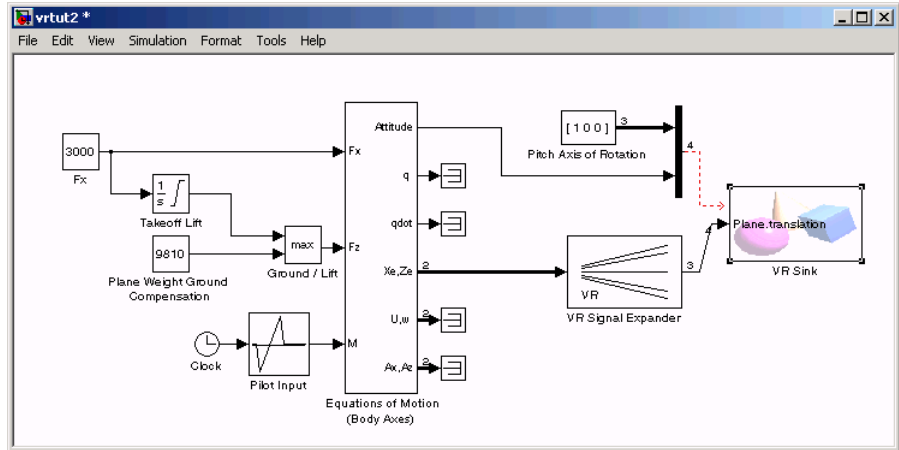 vrtut2 *
File Edit View Simulation Format Tools Help
3000
Fx
1
s
Takeoff Lift
9810
Plane Weight Ground
Compensation
max
Ground / Lift
Clock
Pilot Input
Fx
Fz
M
Attitude
q
qdot
Xe,Ze
U,w
Ax,Az
Equations of Motion
(Body Axes)
2
2
2
[ 1 0 0 ]
3
Pitch Axis of Rotation
4
VR
VR Signal Expander
3
4
Plane.translation
VR Sink